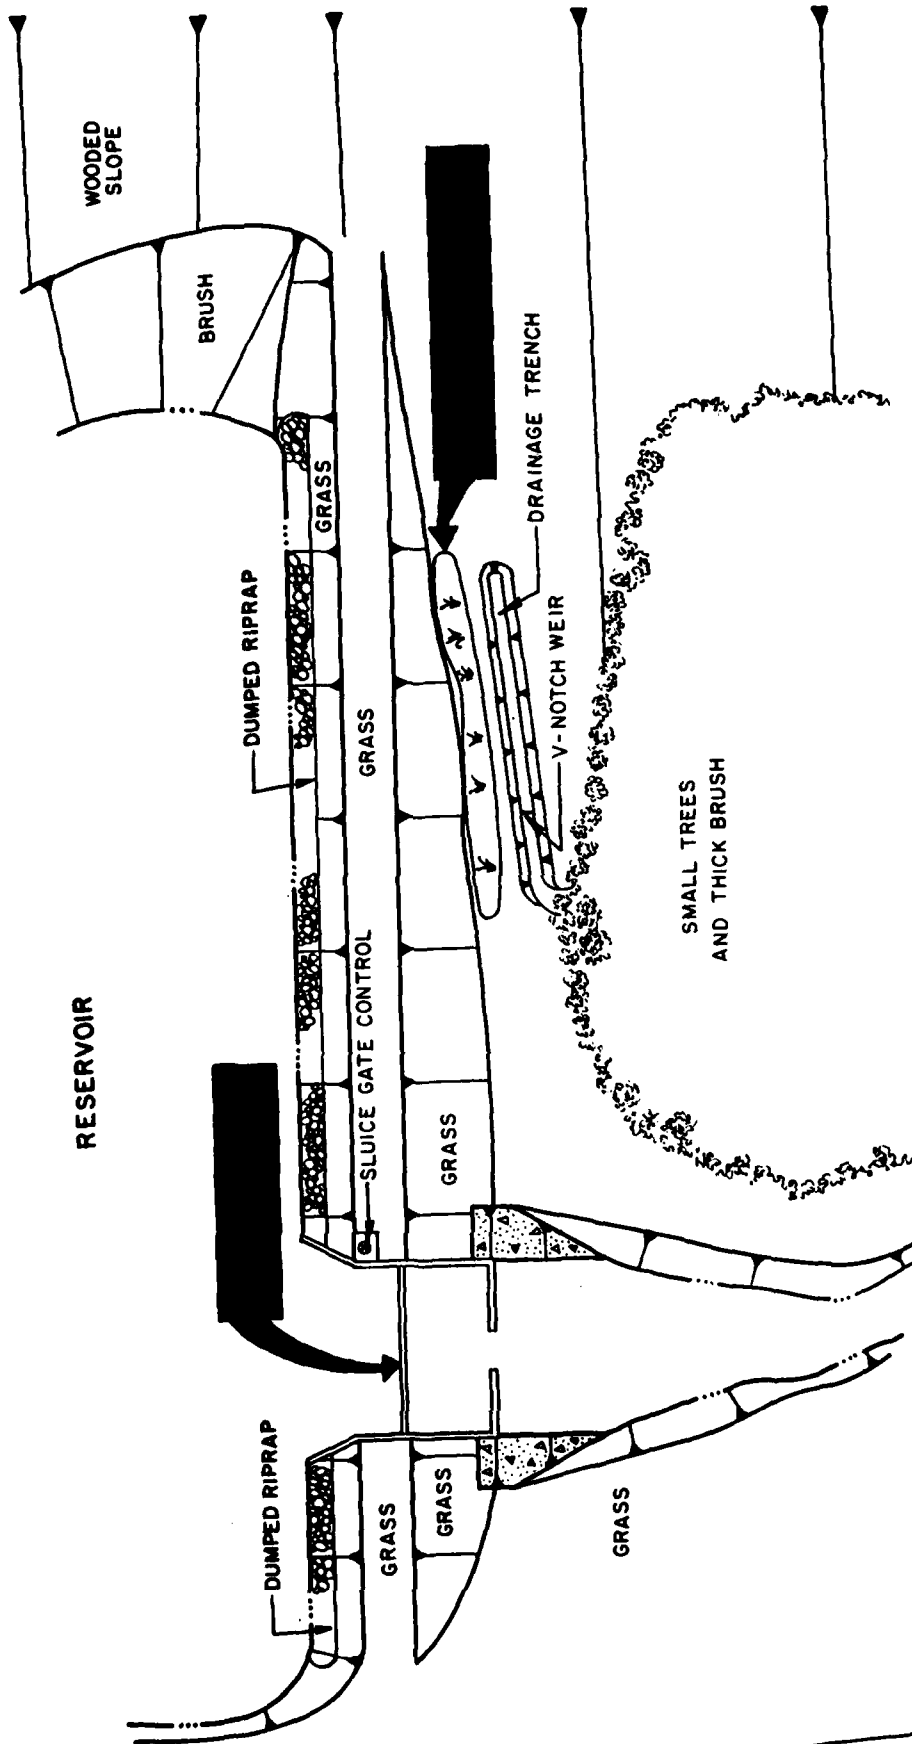 WOODED
SLOPE
BRUSH
GRASS
DRAINAGE TRENCH
DUMPED RIPRAP
V-NOTCH WEIR
GRASS
SMALL TREES
AND THICK BRUSH
RESERVOIR
SLUICE GATE CONTROL
GRASS
DUMPED RIPRAP
GRASS
GRASS
GRASS